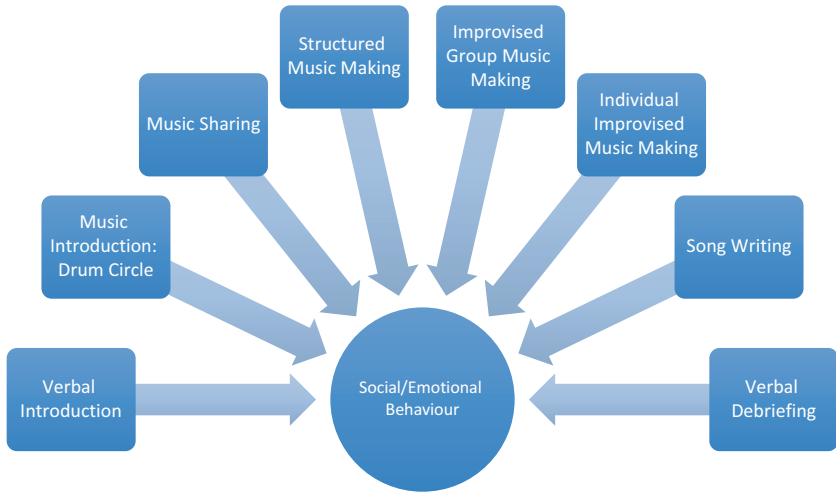 Verbal
Introduction
Music
Introduction:
Drum Circle
Music Sharing
Structured
Music Making
Improvised
Group Music
Making
Individual
Improvised
Music Making
Song Writing
Verbal
Debriefing
Social/Emotional
Behaviour